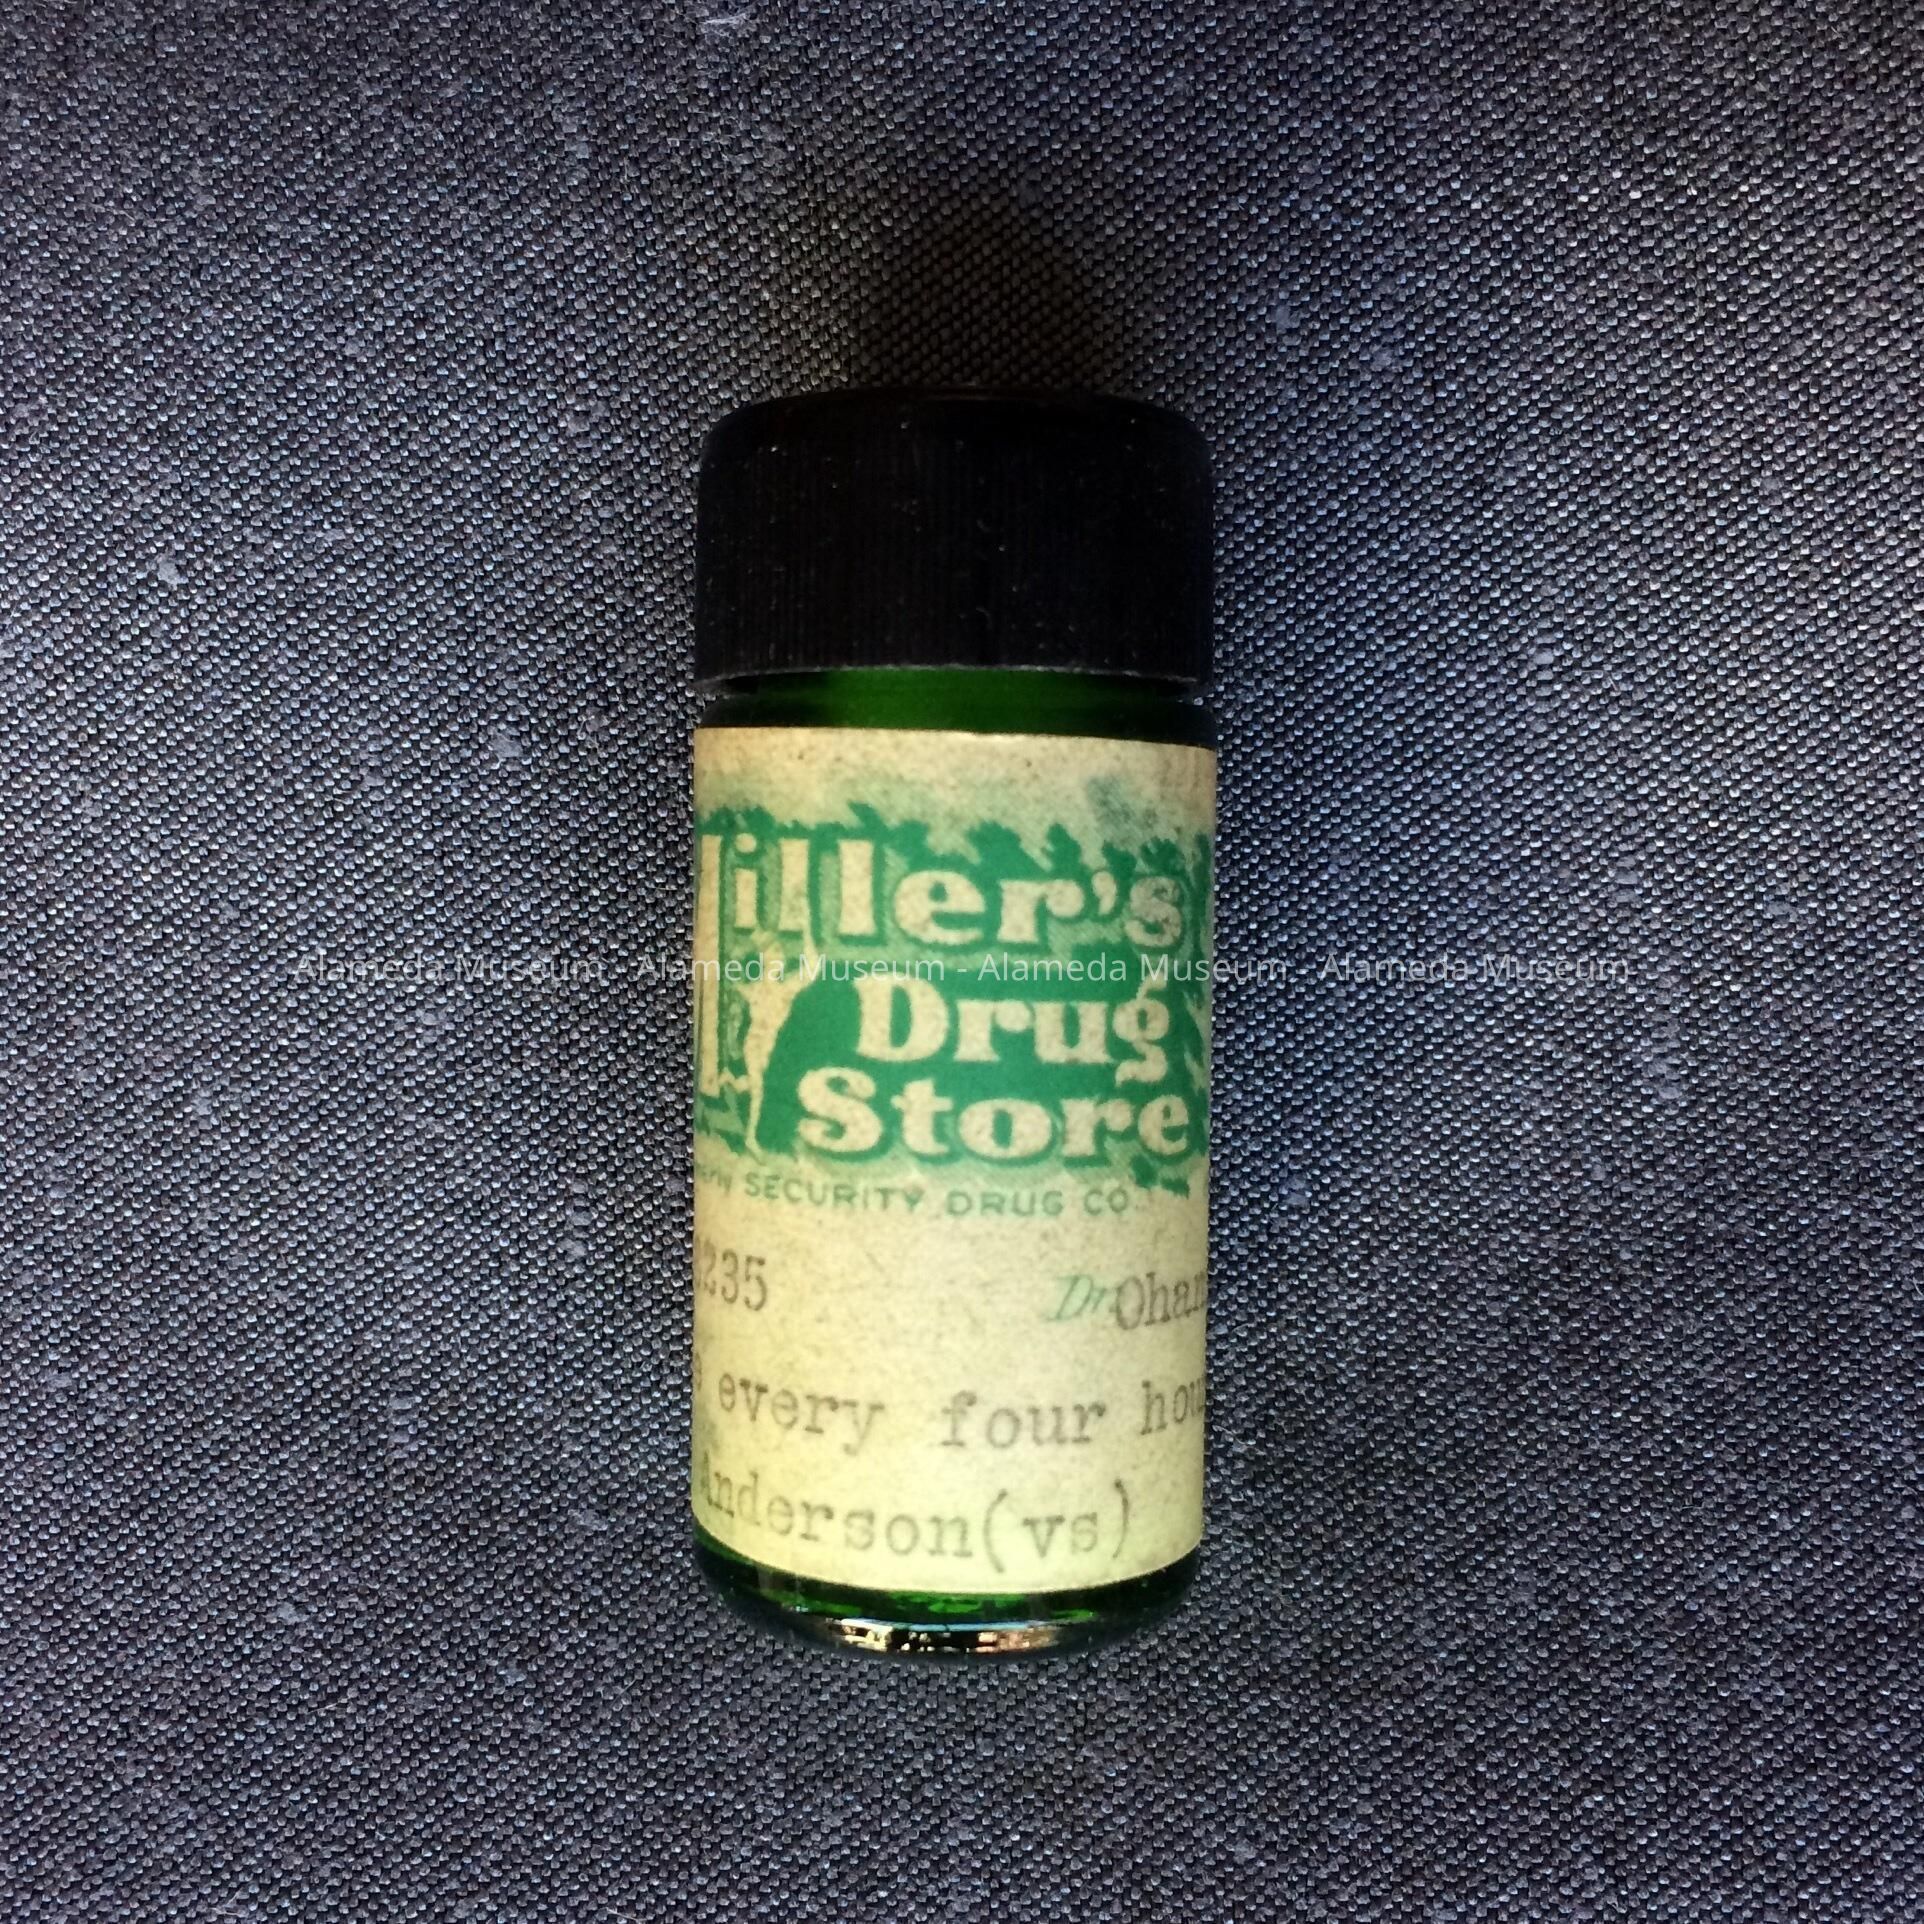 iller's
Alameda Museum - Alameda Museum - Alameda Museum - Alameda Museum
Drug
Store
SECURITY DRUG CO
235 Dr. Ohan
every four hou
Anderson(vs)